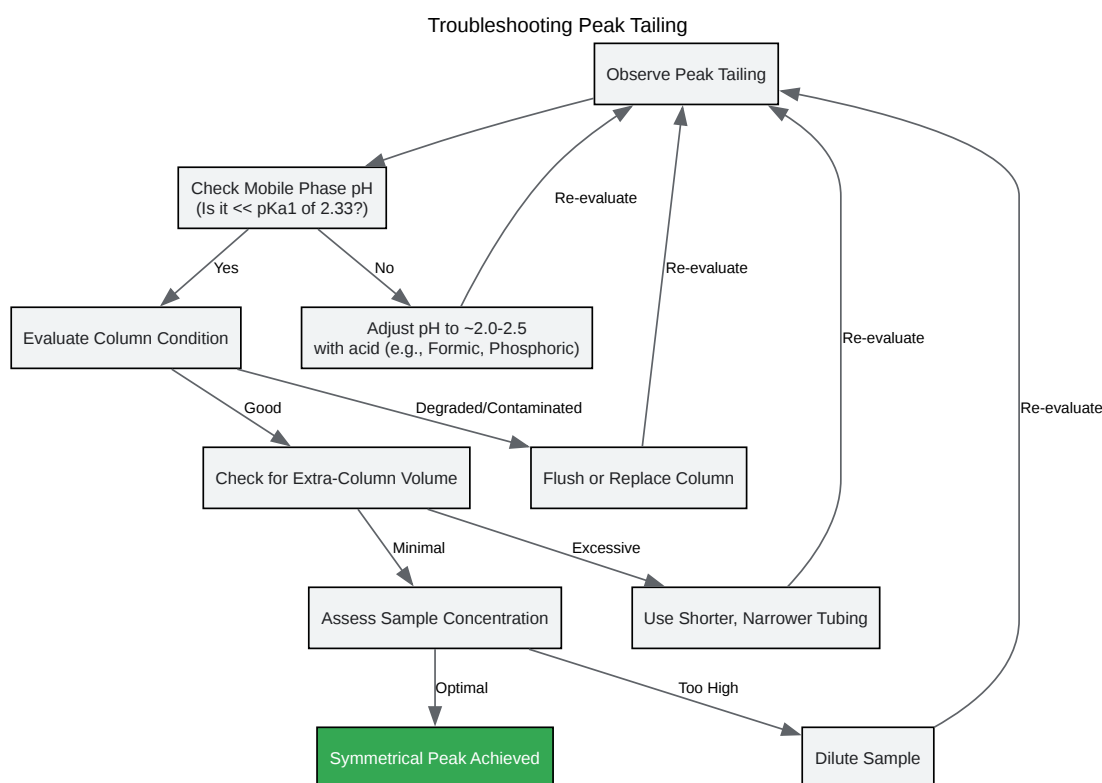 Troubleshooting Peak Tailing
Observe Peak Tailing
Check Mobile Phase pH
(Is it << pKa1 of 2.33?)
Re-evaluate
Yes
No
Re-evaluate
Evaluate Column Condition
Adjust pH to ~2.0-2.5
with acid (e.g., Formic, Phosphoric)
Re-evaluate
Good
Degraded/Contaminated
Re-evaluate
Check for Extra-Column Volume
Flush or Replace Column
Minimal
Excessive
Assess Sample Concentration
Use Shorter, Narrower Tubing
Optimal
Too High
Symmetrical Peak Achieved
Dilute Sample